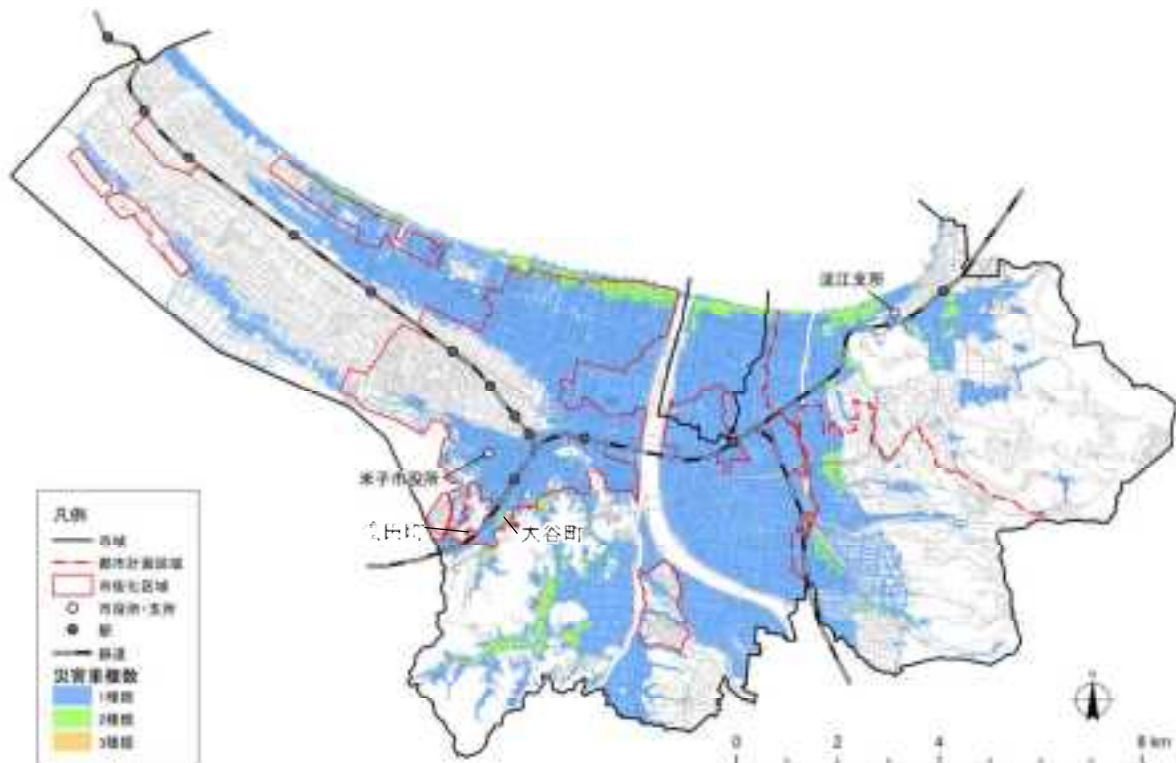 淀江支所
米子市役所
大谷町
凡例
市域
都市計画区域
市街化区域
市役所・支所
駅
鉄道
災害重複数
1種類
2種類
3種類
N
0 2 4 8 km